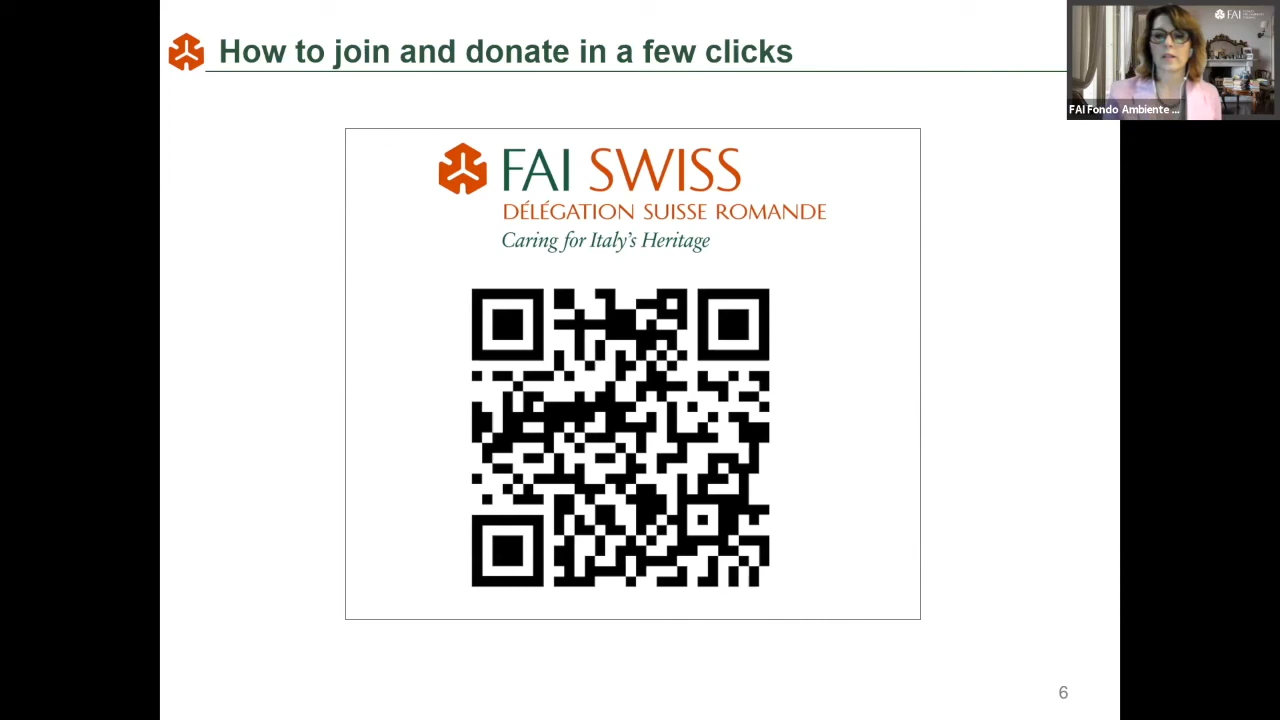 How to join and donate in a few clicks
FAI
FAI Fondo Ambiente ...
FAI SWISS
DÉLÉGATION SUISSE ROMANDE
Caring for Italy's Heritage
6